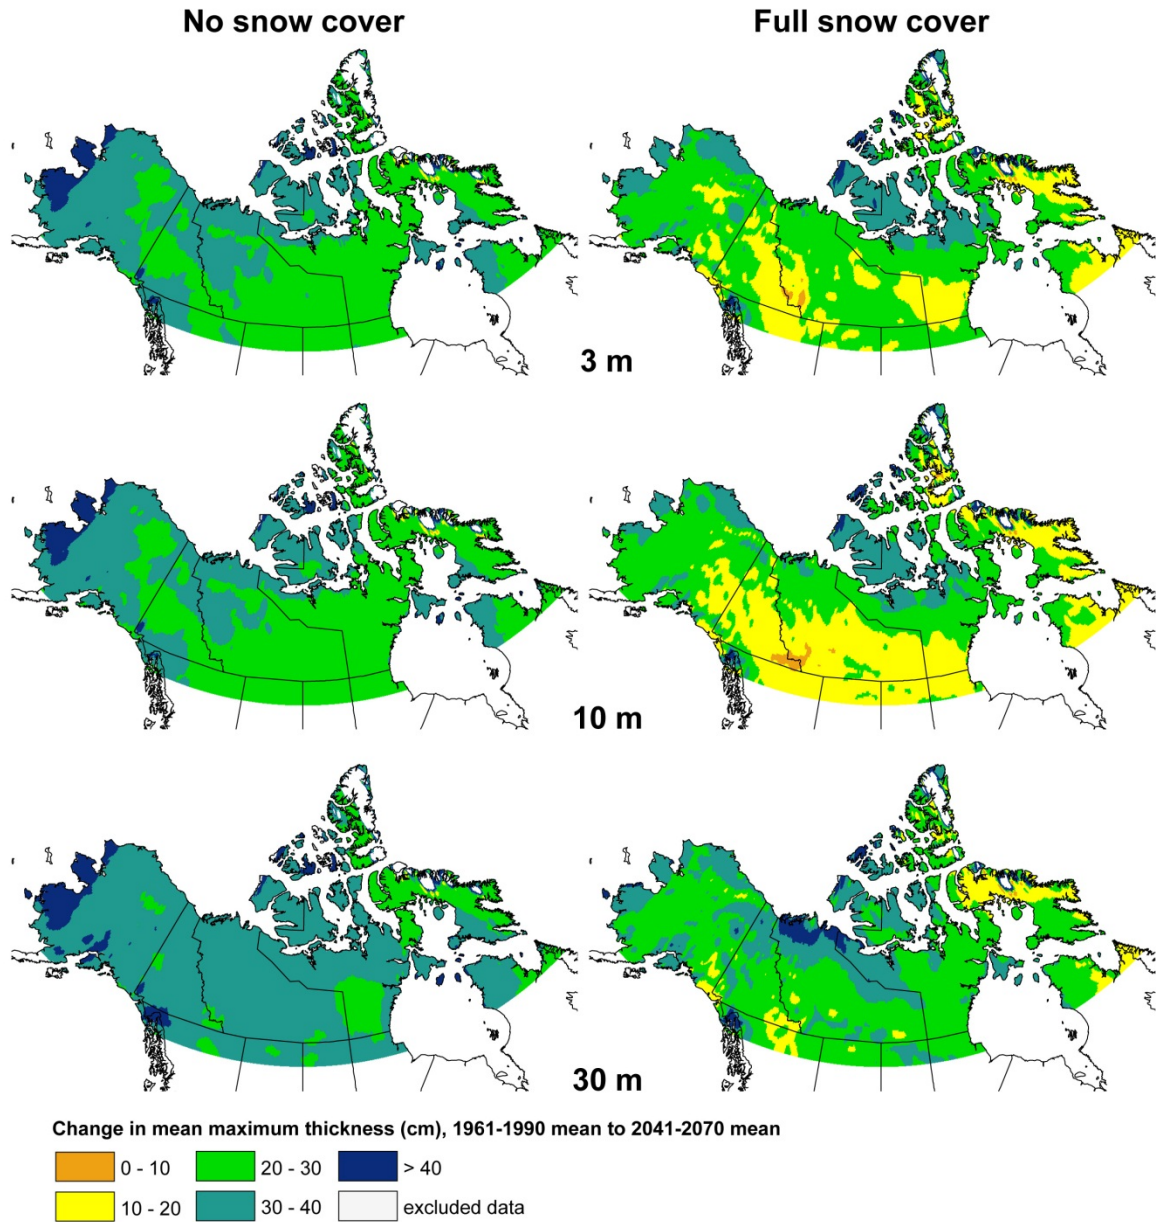 No snow cover
Full snow cover
3 m
10 m
30 m
Change in mean maximum thickness (cm), 1961-1990 mean to 2041-2070 mean
0 - 10
20 - 30
> 40
10 - 20
30 - 40
excluded data